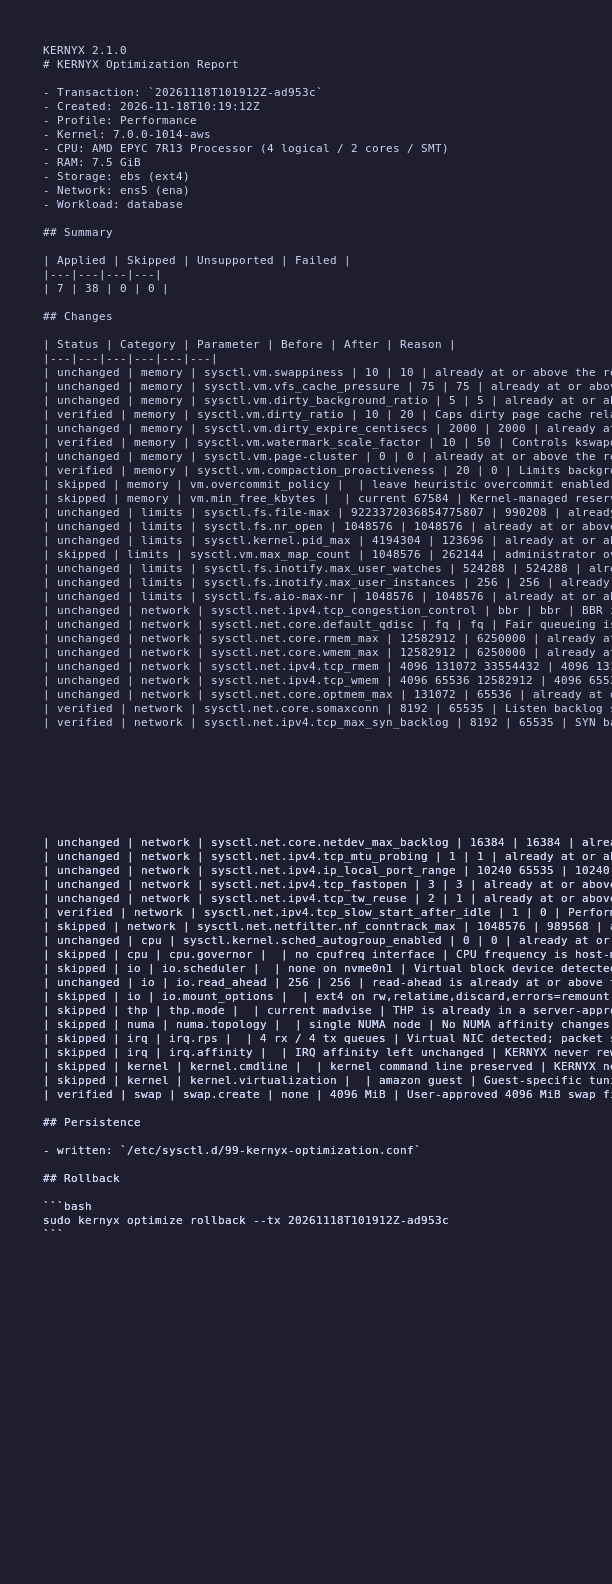 KERNYX 2.1.0
# KERNYX Optimization Report
- Transaction: `20261118T101912Z-ad953c`
- Created: 2026-11-18T10:19:12Z
- Profile: Performance
- Kernel: 7.0.0-1014-aws
- CPU: AMD EPYC 7R13 Processor (4 logical / 2 cores / SMT)
- RAM: 7.5 GiB
- Storage: ebs (ext4)
- Network: ens5 (ena)
- Workload: database
## Summary
| Applied | Skipped | Unsupported | Failed |
|---|---|---|---|
| 7 | 38 | 0 | 0 |
## Changes
| Status | Category | Parameter | Before | After | Reason |
|---|---|---|---|---|---|
| unchanged | memory | sysctl.vm.swappiness | 10 | 10 | already at or above the re
| unchanged | memory | sysctl.vm.vfs_cache_pressure | 75 | 75 | already at or abov
| unchanged | memory | sysctl.vm.dirty_background_ratio | 5 | 5 | already at or ab
| verified | memory | sysctl.vm.dirty_ratio | 10 | 20 | Caps dirty page cache rela
| unchanged | memory | sysctl.vm.dirty_expire_centisecs | 2000 | 2000 | already at
| verified | memory | sysctl.vm.watermark_scale_factor | 10 | 50 | Controls kswapd
| unchanged | memory | sysctl.vm.page-cluster | 0 | 0 | already at or above the re
| verified | memory | sysctl.vm.compaction_proactiveness | 20 | 0 | Limits backgro
| skipped | memory | vm.overcommit_policy |  | leave heuristic overcommit enabled
| skipped | memory | vm.min_free_kbytes |  | current 67584 | Kernel-managed reserv
| unchanged | limits | sysctl.fs.file-max | 9223372036854775807 | 990208 | already
| unchanged | limits | sysctl.fs.nr_open | 1048576 | 1048576 | already at or above
| unchanged | limits | sysctl.kernel.pid_max | 4194304 | 123696 | already at or ab
| skipped | limits | sysctl.vm.max_map_count | 1048576 | 262144 | administrator ov
| unchanged | limits | sysctl.fs.inotify.max_user_watches | 524288 | 524288 | alre
| unchanged | limits | sysctl.fs.inotify.max_user_instances | 256 | 256 | already
| unchanged | limits | sysctl.fs.aio-max-nr | 1048576 | 1048576 | already at or ab
| unchanged | network | sysctl.net.ipv4.tcp_congestion_control | bbr | bbr | BBR i
| unchanged | network | sysctl.net.core.default_qdisc | fq | fq | Fair queueing is
| unchanged | network | sysctl.net.core.rmem_max | 12582912 | 6250000 | already at
| unchanged | network | sysctl.net.core.wmem_max | 12582912 | 6250000 | already at
| unchanged | network | sysctl.net.ipv4.tcp_rmem | 4096 131072 33554432 | 4096 131
| unchanged | network | sysctl.net.ipv4.tcp_wmem | 4096 65536 12582912 | 4096 6553
| unchanged | network | sysctl.net.core.optmem_max | 131072 | 65536 | already at o
| verified | network | sysctl.net.core.somaxconn | 8192 | 65535 | Listen backlog s
| verified | network | sysctl.net.ipv4.tcp_max_syn_backlog | 8192 | 65535 | SYN ba
| unchanged | network | sysctl.net.core.netdev_max_backlog | 16384 | 16384 | alrea
| unchanged | network | sysctl.net.ipv4.tcp_mtu_probing | 1 | 1 | already at or ab
| unchanged | network | sysctl.net.ipv4.ip_local_port_range | 10240 65535 | 10240
| unchanged | network | sysctl.net.ipv4.tcp_fastopen | 3 | 3 | already at or above
| unchanged | network | sysctl.net.ipv4.tcp_tw_reuse | 2 | 1 | already at or above
| verified | network | sysctl.net.ipv4.tcp_slow_start_after_idle | 1 | 0 | Perform
| skipped | network | sysctl.net.netfilter.nf_conntrack_max | 1048576 | 989568 | a
| unchanged | cpu | sysctl.kernel.sched_autogroup_enabled | 0 | 0 | already at or
| skipped | cpu | cpu.governor |  | no cpufreq interface | CPU frequency is host-m
| skipped | io | io.scheduler |  | none on nvme0n1 | Virtual block device detected
| unchanged | io | io.read_ahead | 256 | 256 | read-ahead is already at or above t
| skipped | io | io.mount_options |  | ext4 on rw,relatime,discard,errors=remount
| skipped | thp | thp.mode |  | current madvise | THP is already in a server-appro
| skipped | numa | numa.topology |  | single NUMA node | No NUMA affinity changes
| skipped | irq | irq.rps |  | 4 rx / 4 tx queues | Virtual NIC detected; packet s
| skipped | irq | irq.affinity |  | IRQ affinity left unchanged | KERNYX never rew
| skipped | kernel | kernel.cmdline |  | kernel command line preserved | KERNYX ne
| skipped | kernel | kernel.virtualization |  | amazon guest | Guest-specific tuni
| verified | swap | swap.create | none | 4096 MiB | User-approved 4096 MiB swap fi
## Persistence
- written: `/etc/sysctl.d/99-kernyx-optimization.conf`
## Rollback
```bash
sudo kernyx optimize rollback --tx 20261118T101912Z-ad953c
```